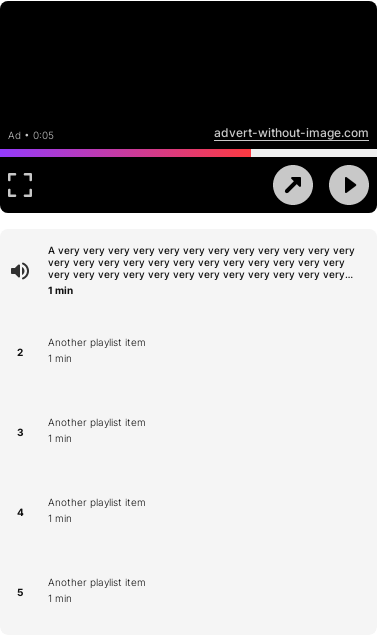 Ad • 0:05
advert-without-image.com
A very very very very very very very very very very very very
very very very very very very very very very very very very
very very very very very very very very very very very very...
1 min
2
Another playlist item
1 min
3
Another playlist item
1 min
4
Another playlist item
1 min
5
Another playlist item
1 min